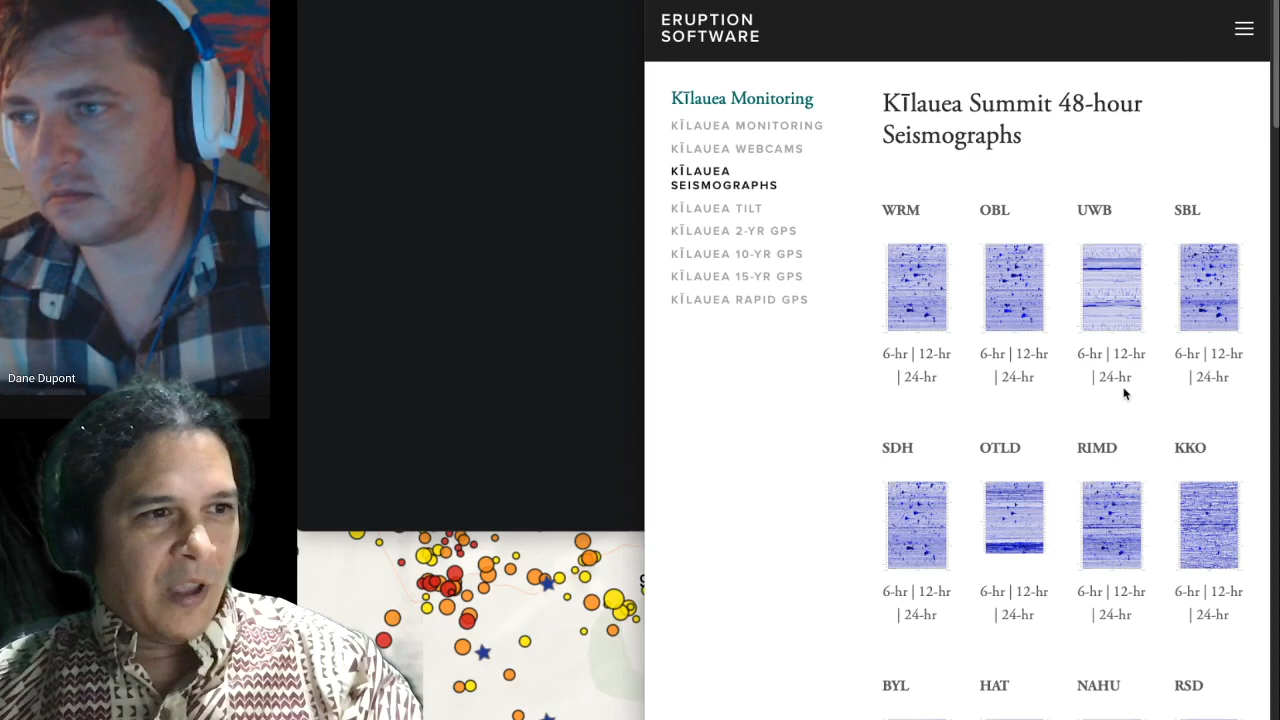 ERUPTION
SOFTWARE
Kīlauea Monitoring
KĪLAUEA MONITORING
KĪLAUEA WEBCAMS
KĪLAUEA
SEISMOGRAPHS
KĪLAUEA TILT
KĪLAUEA 2-YR GPS
KĪLAUEA 10-YR GPS
KĪLAUEA 15-YR GPS
KĪLAUEA RAPID GPS
Kīlauea Summit 48-hour
Seismographs
WRM OBL UWB SBL
6-hr | 12-hr 6-hr | 12-hr 6-hr | 12-hr 6-hr | 12-hr
| 24-hr | 24-hr | 24-hr | 24-hr
SDH OTLD RIMD KKO
6-hr | 12-hr 6-hr | 12-hr 6-hr | 12-hr 6-hr | 12-hr
| 24-hr | 24-hr | 24-hr | 24-hr
BYL HAT NAHU RSD
Dane Dupont